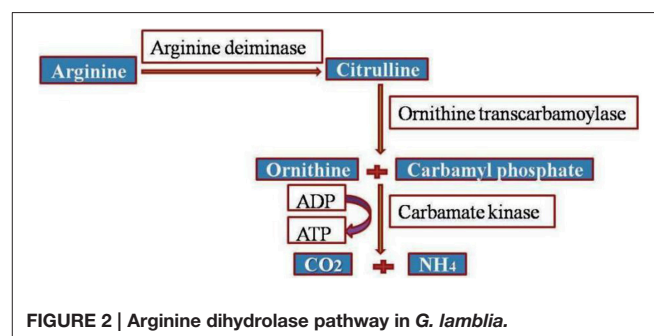 Arginine deiminase
Arginine
Citrulline
Ornithine transcarbamoylase
Ornithine + Carbamyl phosphate
ADP
Carbamate kinase
ATP
CO2 + NH4
FIGURE 2 | Arginine dihydrolase pathway in G. lamblia.